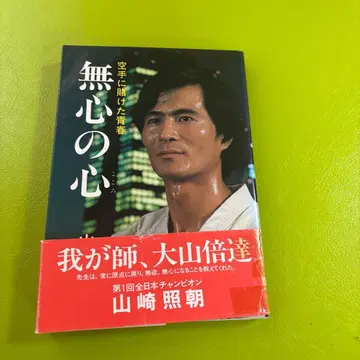 空手に賭けた青春
無心の心
こころ
我が師、大山倍達
先生は、常に原点に戻り、無欲、無心になることを教えてくれた。
第1回全日本チャンピオン
山崎照朝